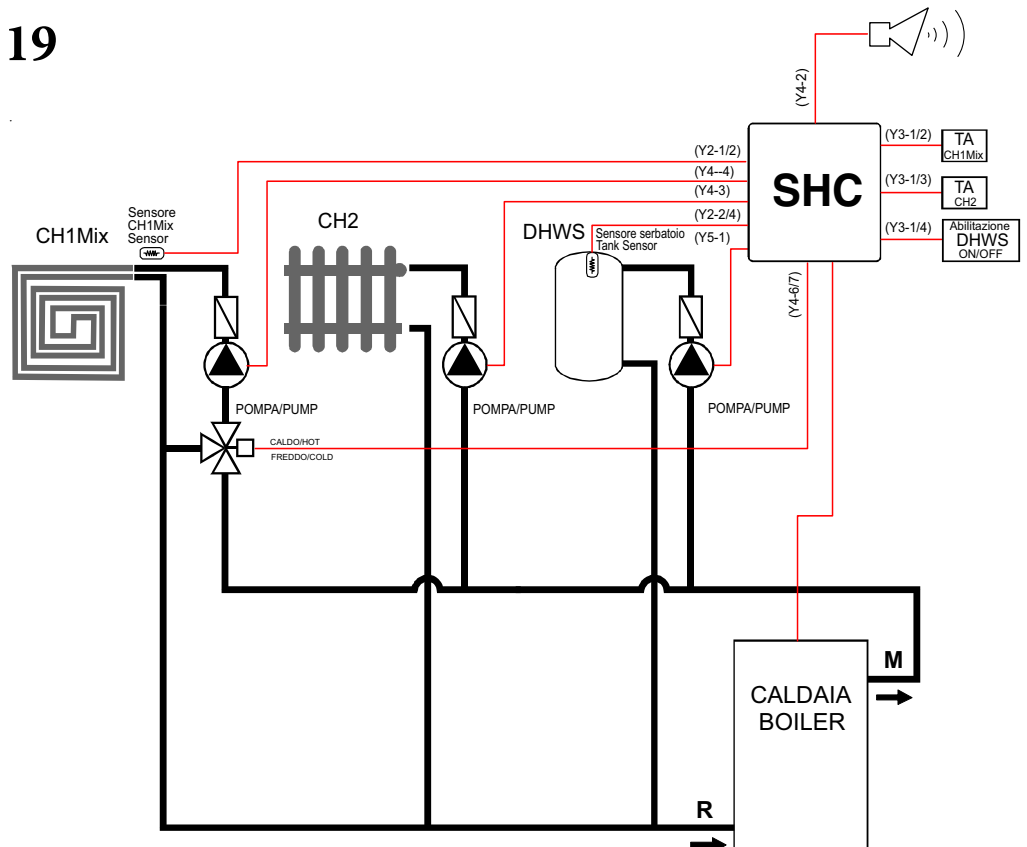 19
(Y4-2)
(Y2-1/2)
(Y4--4)
(Y4-3)
(Y2-2/4)
(Y5-1)
SHC
(Y3-1/2)
TA
CH1Mix
(Y3-1/3)
TA
CH2
(Y3-1/4)
Abilitazione
DHWS
ON/OFF
(Y4-6/7)
CH1Mix
Sensore
CH1Mix
Sensor
CH2
DHWS
Sensore serbatoio
Tank Sensor
POMPA/PUMP
POMPA/PUMP
POMPA/PUMP
CALDO/HOT
FREDDO/COLD
M
CALDAIA
BOILER
R